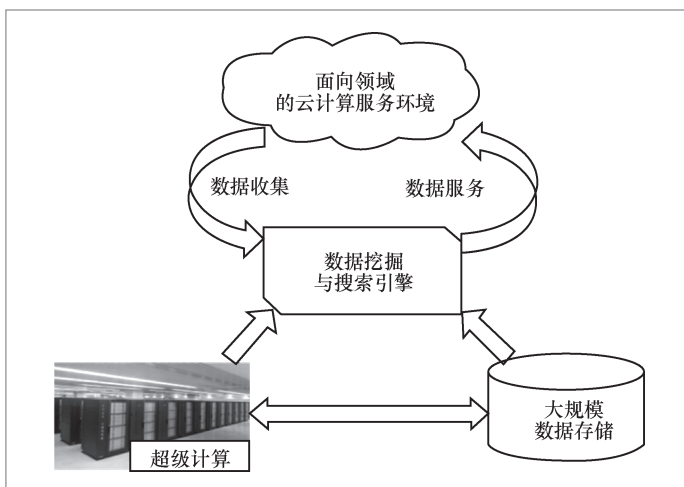 面向领域
的云计算服务环境
数据收集
数据服务
数据挖掘
与搜索引擎
超级计算
大规模
数据存储